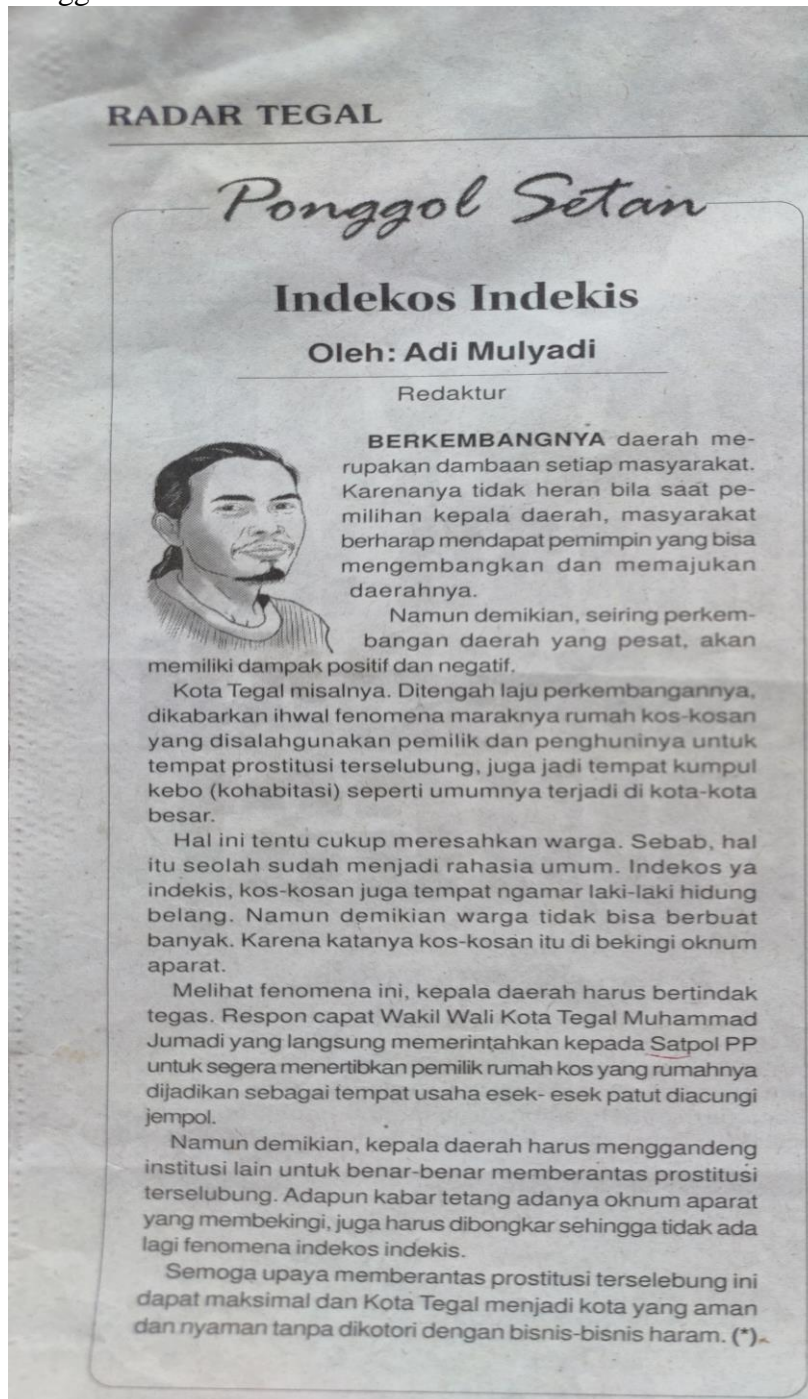 RADAR TEGAL
Ponggol Setan
Indekos Indekis
Oleh: Adi Mulyadi
Redaktur
BERKEMBANGNYA daerah me-
rupakan dambaan setiap masyarakat.
Karenanya tidak heran bila saat pe-
milihan kepala daerah, masyarakat
berharap mendapat pemimpin yang bisa
mengembangkan dan memajukan
daerahnya.
Namun demikian, seiring perkem-
bangan daerah yang pesat, akan
memiliki dampak positif dan negatif.
Kota Tegal misalnya. Ditengah laju perkembangannya,
dikabarkan ihwal fenomena maraknya rumah kos-kosan
yang disalahgunakan pemilik dan penghuninya untuk
tempat prostitusi terselubung, juga jadi tempat kumpul
kebo (kohabitasi) seperti umumnya terjadi di kota-kota
besar.
Hal ini tentu cukup meresahkan warga. Sebab, hal
itu seolah sudah menjadi rahasia umum. Indekos ya
indekis, kos-kosan juga tempat ngamar laki-laki hidung
belang. Namun demikian warga tidak bisa berbuat
banyak. Karena katanya kos-kosan itu di bekingi oknum
aparat.
Melihat fenomena ini, kepala daerah harus bertindak
tegas. Respon capat Wakil Wali Kota Tegal Muhammad
Jumadi yang langsung memerintahkan kepada Satpol PP
untuk segera menertibkan pemilik rumah kos yang rumahnya
dijadikan sebagai tempat usaha esek- esek patut diacungi
jempol.
Namun demikian, kepala daerah harus menggandeng
institusi lain untuk benar-benar memberantas prostitusi
terselubung. Adapun kabar tetang adanya oknum aparat
yang membekingi, juga harus dibongkar sehingga tidak ada
lagi fenomena indekos indekis.
Semoga upaya memberantas prostitusi terselebung ini
dapat maksimal dan Kota Tegal menjadi kota yang aman
dan nyaman tanpa dikotori dengan bisnis-bisnis haram. (*)